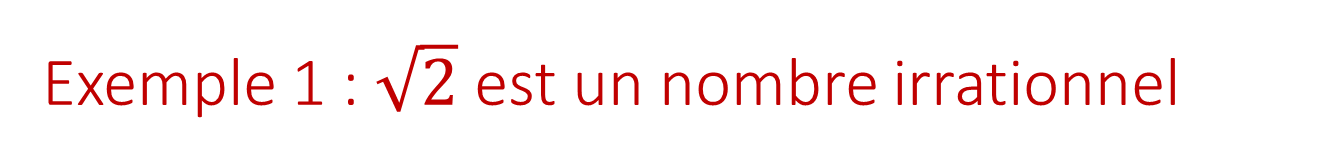 Exemple 1 : √2 est un nombre irrationnel